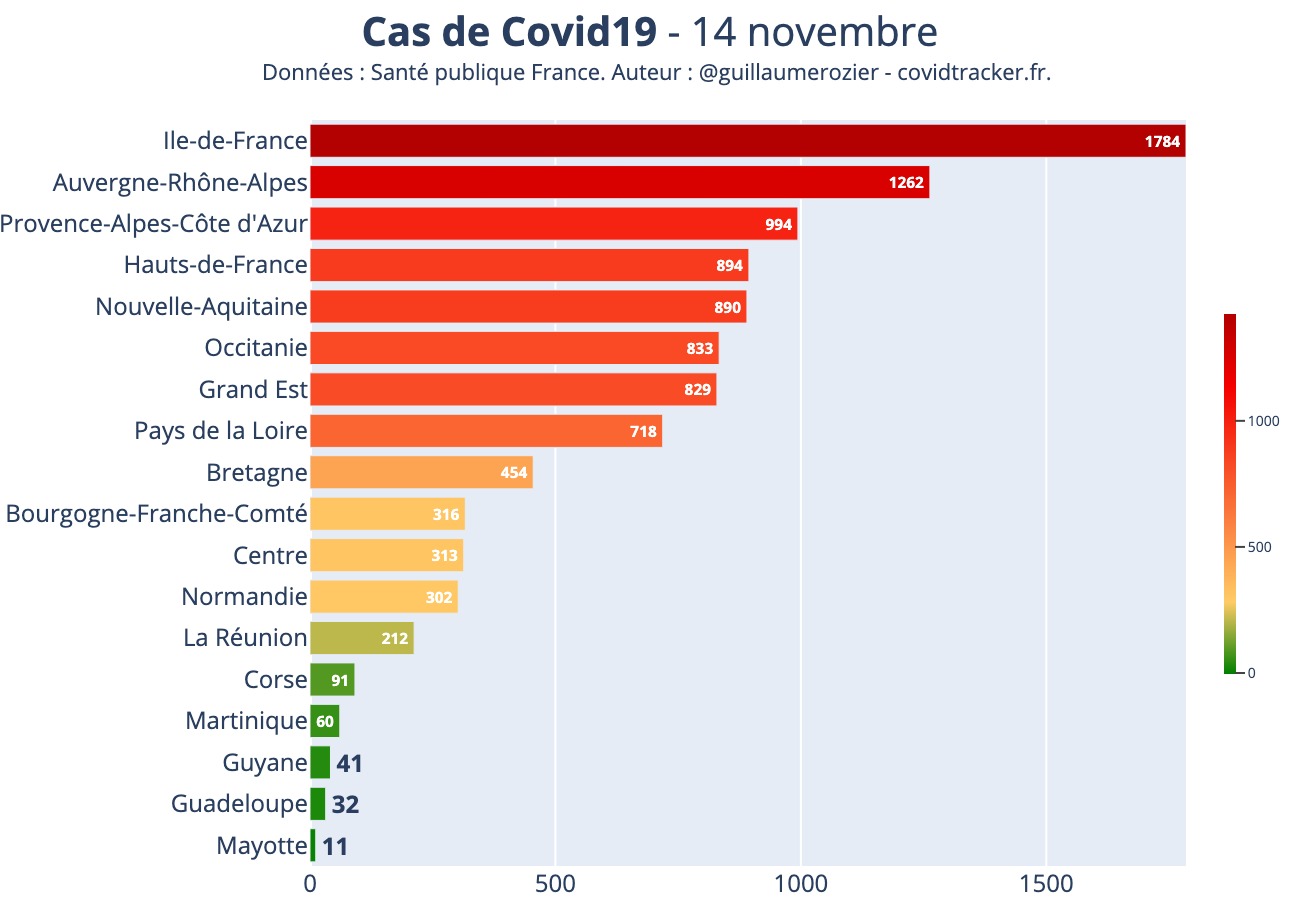 Cas de Covid19 - 14 novembre
Données : Santé publique France. Auteur : @guillaumerozier - covidtracker.fr.
Ile-de-France 1784
Auvergne-Rhône-Alpes 1262
Provence-Alpes-Côte d'Azur 994
Hauts-de-France 894
Nouvelle-Aquitaine 890
Occitanie 833
Grand Est 829
Pays de la Loire 718
Bretagne 454
Bourgogne-Franche-Comté 316
Centre 313
Normandie 302
La Réunion 212
Corse 91
Martinique 60
Guyane 41
Guadeloupe 32
Mayotte 11
0 500 1000 1500
1000
500
0